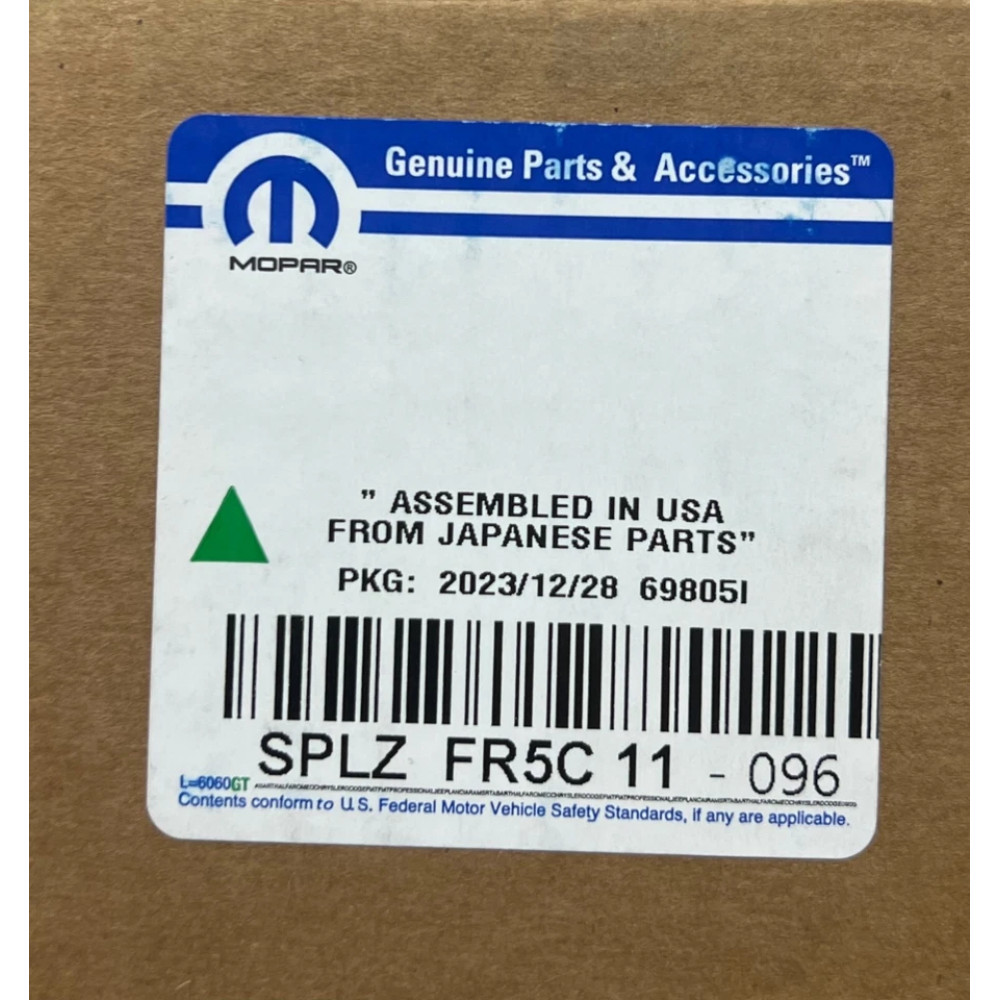 Genuine Parts & Accessories™
MOPAR®
" ASSEMBLED IN USA
FROM JAPANESE PARTS"
PKG: 2023/12/28 69805I
SPLZ FR5C 11 - 096
L=6060GT
Contents conform to U.S. Federal Motor Vehicle Safety Standards, if any are applicable.